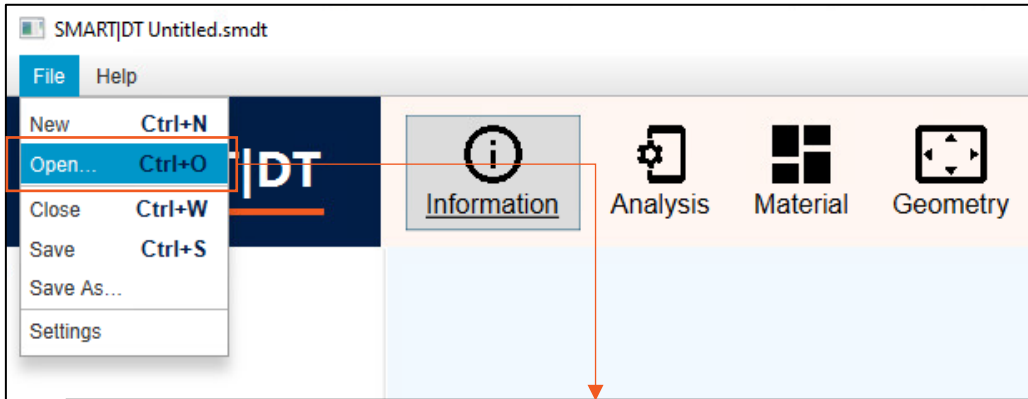 SMART|DT Untitled.smdt
File Help
New Ctrl+N
Open... Ctrl+O
Close Ctrl+W
Save Ctrl+S
Save As...
Settings
T|DT
Information Analysis Material Geometry